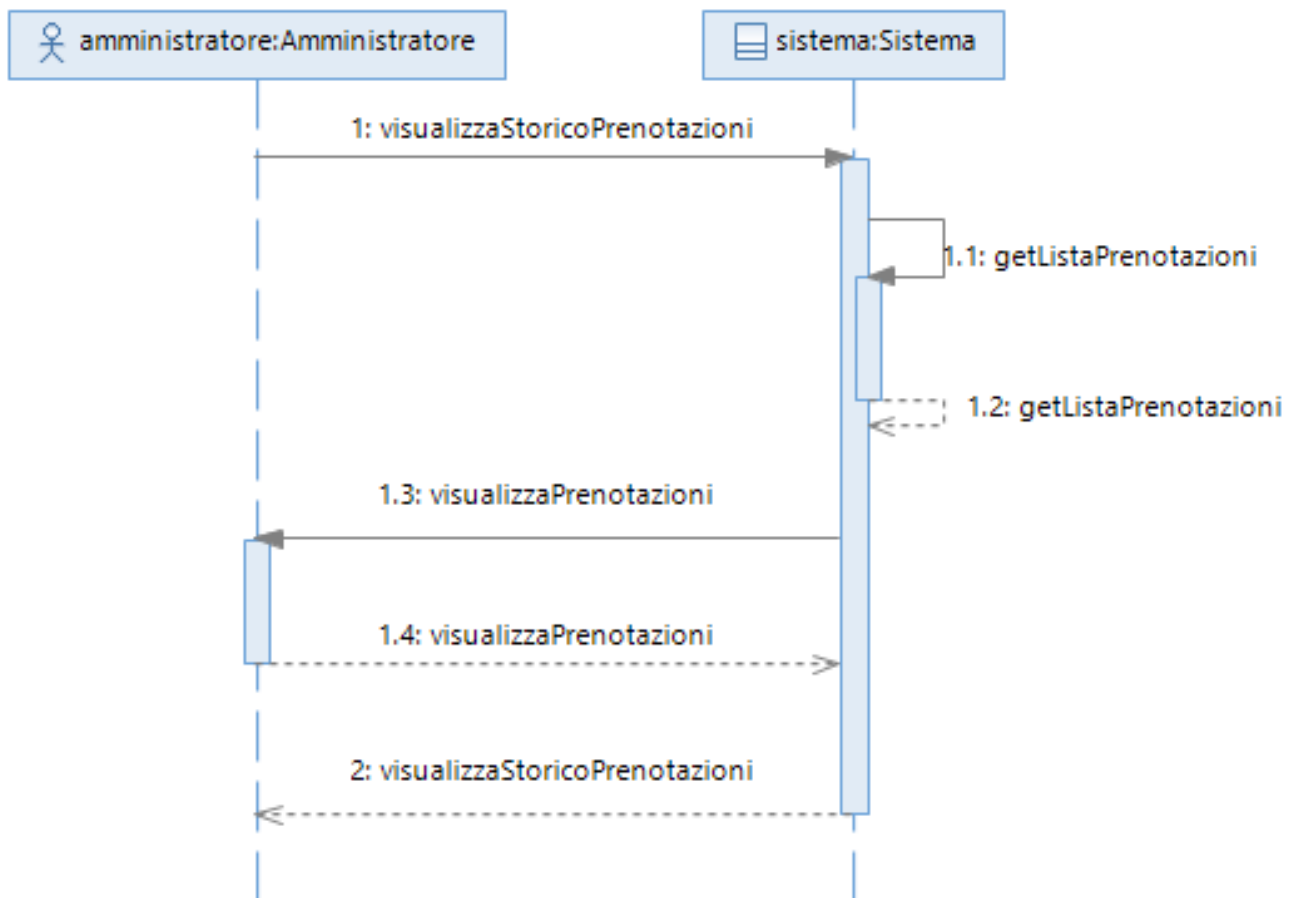 amministratore:Amministratore
sistema:Sistema
1: visualizzaStoricoPrenotazioni
1.1: getListaPrenotazioni
1.2: getListaPrenotazioni
1.3: visualizzaPrenotazioni
1.4: visualizzaPrenotazioni
2: visualizzaStoricoPrenotazioni